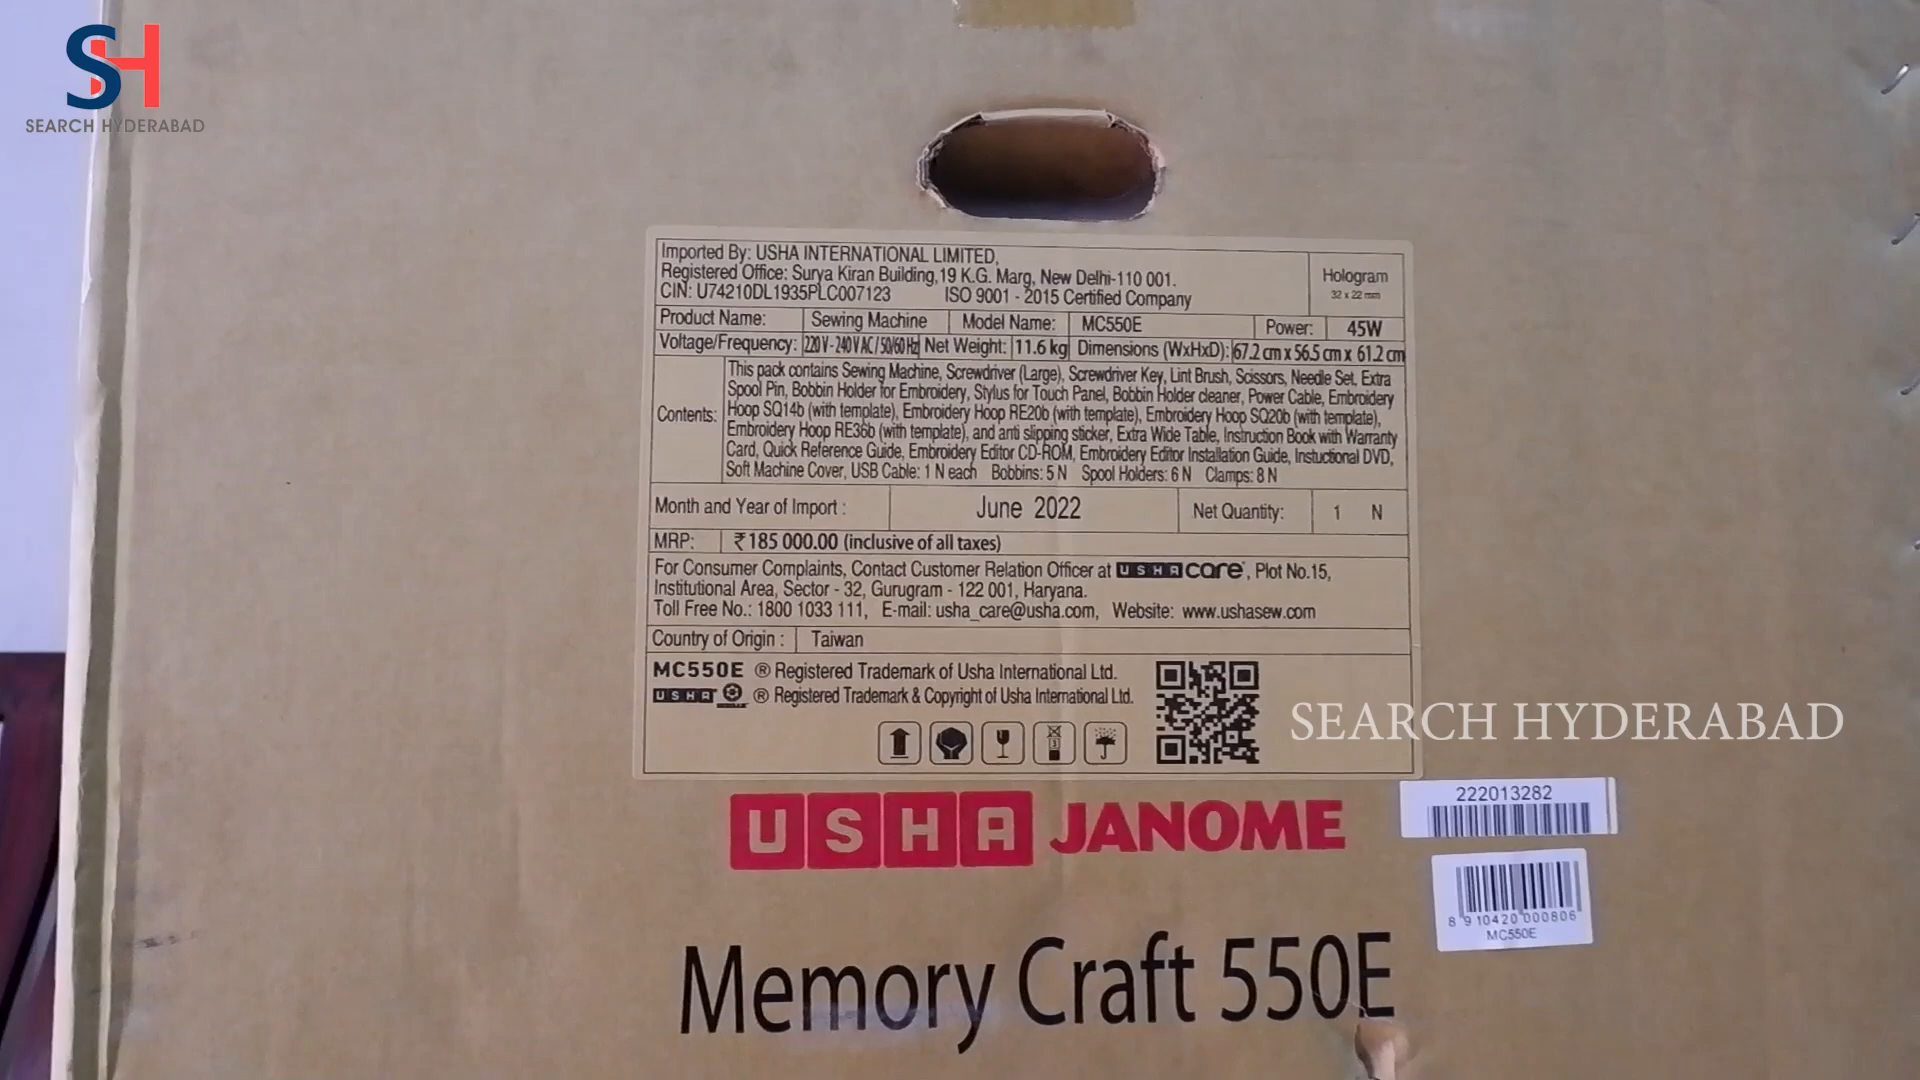 SH
SEARCH HYDERABAD
Imported By: USHA INTERNATIONAL LIMITED,
Registered Office: Surya Kiran Building,19 K.G. Marg, New Delhi-110 001.
CIN: U74210DL1935PLC007123 ISO 9001 - 2015 Certified Company
Hologram
32 x 22 mm
Product Name: Sewing Machine Model Name: MC550E Power: 45W
Voltage/Frequency: 220 V - 240 V AC / 50/60 Hz Net Weight: 11.6 kg Dimensions (WxHxD): 67.2 cm x 56.5 cm x 61.2 cm
Contents:
This pack contains Sewing Machine, Screwdriver (Large), Screwdriver Key, Lint Brush, Scissors, Needle Set, Extra
Spool Pin, Bobbin Holder for Embroidery, Stylus for Touch Panel, Bobbin Holder cleaner, Power Cable, Embroidery
Hoop SQ14b (with template), Embroidery Hoop RE20b (with template), Embroidery Hoop SQ20b (with template),
Embroidery Hoop RE36b (with template), and anti slipping sticker, Extra Wide Table, Instruction Book with Warranty
Card, Quick Reference Guide, Embroidery Editor CD-ROM, Embroidery Editor Installation Guide, Instuctional DVD,
Soft Machine Cover, USB Cable: 1 N each Bobbins: 5 N Spool Holders: 6 N Clamps: 8 N
Month and Year of Import : June 2022 Net Quantity: 1 N
MRP: ₹185 000.00 (inclusive of all taxes)
For Consumer Complaints, Contact Customer Relation Officer at USHA care, Plot No.15,
Institutional Area, Sector - 32, Gurugram - 122 001, Haryana.
Toll Free No.: 1800 1033 111, E-mail: usha_care@usha.com, Website: www.ushasew.com
Country of Origin : Taiwan
MC550E ® Registered Trademark of Usha International Ltd.
USHA ® Registered Trademark & Copyright of Usha International Ltd.
3
SEARCH HYDERABAD
USHA JANOME
222013282
8 910420 000806
MC550E
Memory Craft 550E